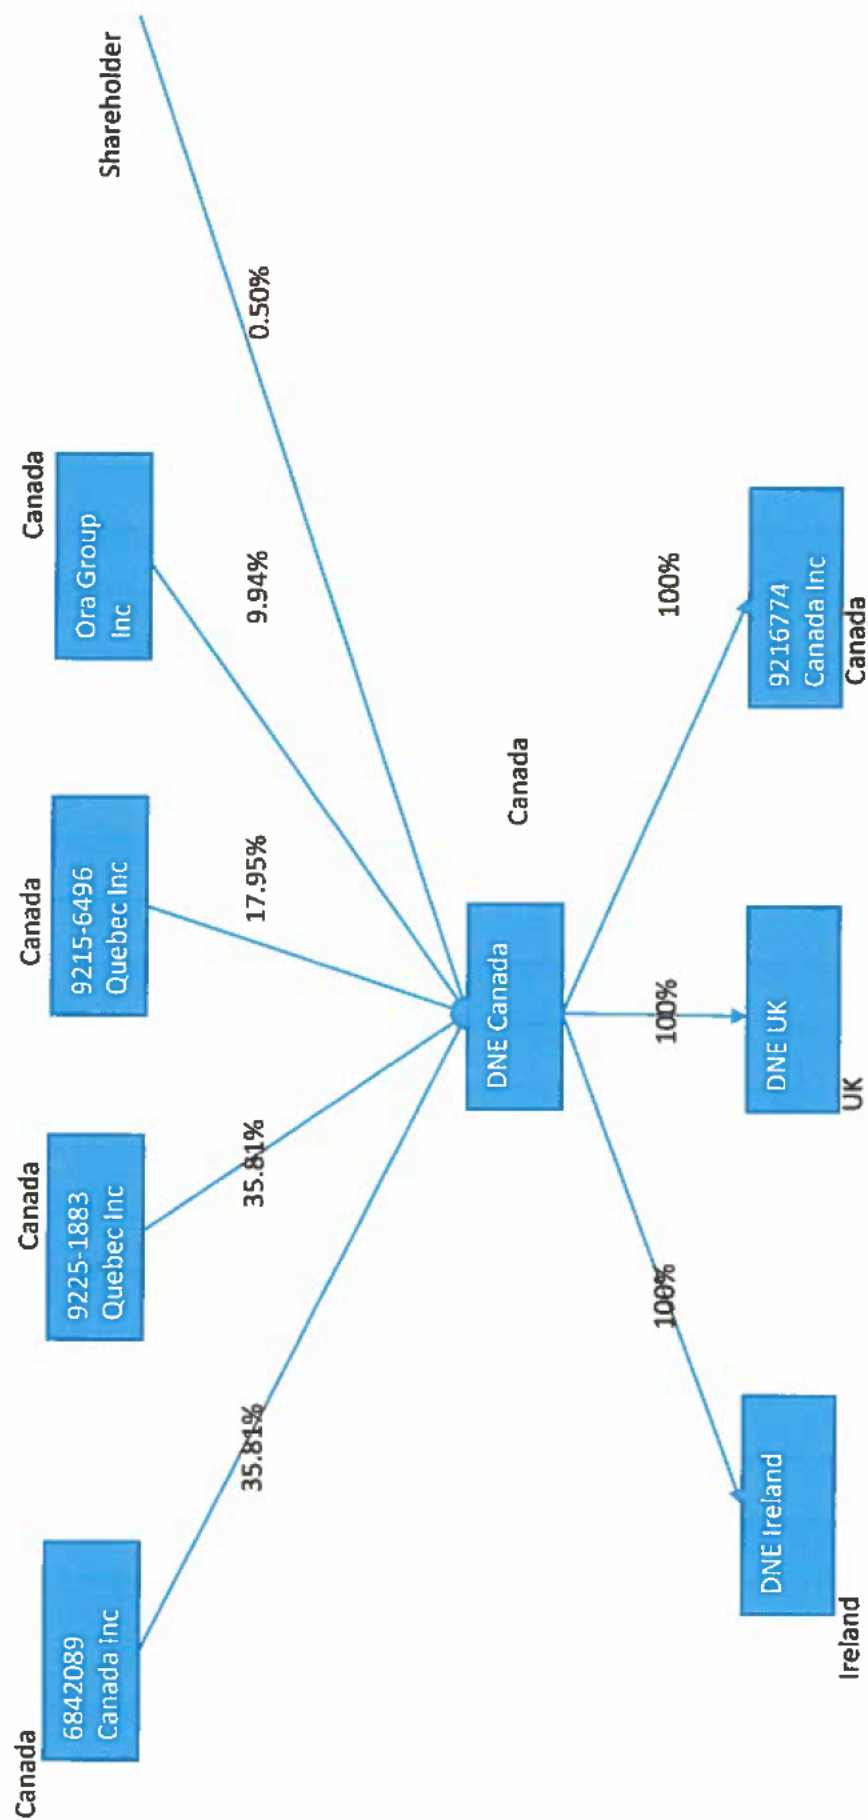 Canada
6842089
Canada Inc
Canada
9225-1883
Quebec Inc
Canada
9215-6496
Quebec Inc
Canada
Ora Group
Inc
Shareholder
35.81%
35.81%
17.95%
9.94%
0.50%
DNE Canada
Canada
100%
100%
100%
DNE Ireland
Ireland
DNE UK
UK
9216774
Canada Inc
Canada